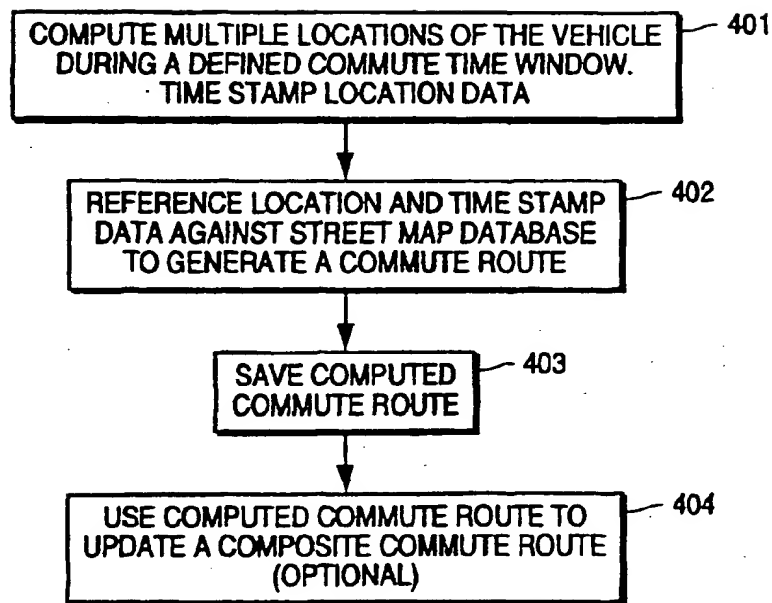 COMPUTE MULTIPLE LOCATIONS OF THE VEHICLE
DURING A DEFINED COMMUTE TIME WINDOW.
TIME STAMP LOCATION DATA
401
REFERENCE LOCATION AND TIME STAMP
DATA AGAINST STREET MAP DATABASE
TO GENERATE A COMMUTE ROUTE
402
SAVE COMPUTED
COMMUTE ROUTE
403
USE COMPUTED COMMUTE ROUTE TO
UPDATE A COMPOSITE COMMUTE ROUTE
(OPTIONAL)
404